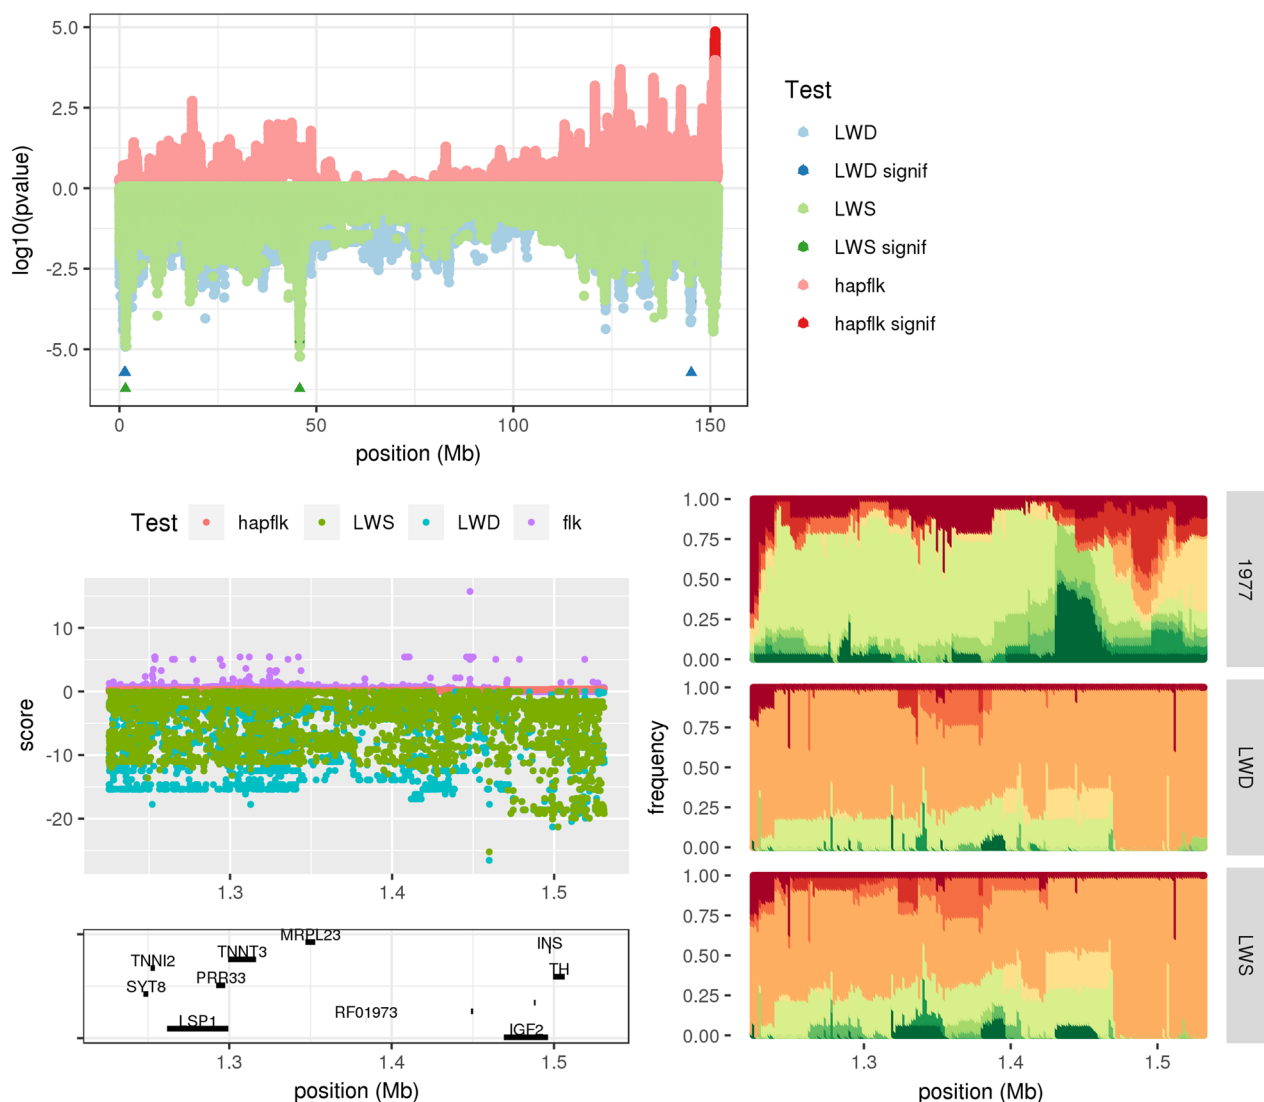 5.0
2.5
0.0
-2.5
-5.0
log10(pvalue)
0 50 100 150
position (Mb)
Test
LWD
LWD signif
LWS
LWS signif
hapflk
hapflk signif
Test hapflk LWS LWD flk
10
0
-10
-20
score
1.3 1.4 1.5
MRPL23
INS
TNNT3
TNNI2
TH
PRR33
SYT8
RF01973
LSP1
IGF2
1.3 1.4 1.5
position (Mb)
1.00
0.75
0.50
0.25
0.00
1977
1.00
0.75
0.50
0.25
0.00
LWD
frequency
1.00
0.75
0.50
0.25
0.00
LWS
1.3 1.4 1.5
position (Mb)